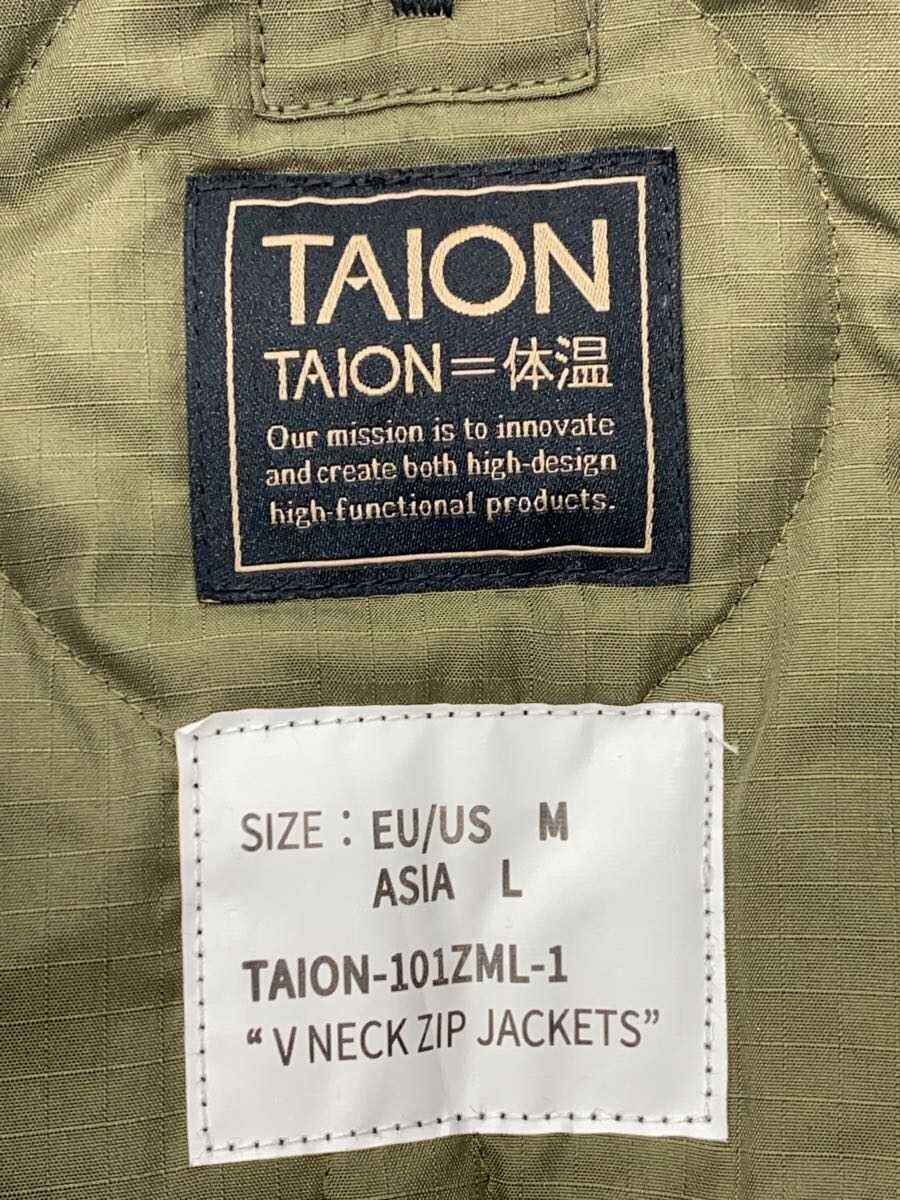 TAION
TAION=体温
Our mission is to innovate
and create both high-design
high-functional products.
SIZE : EU/US M
ASIA L
TAION-101ZML-1
“ V NECK ZIP JACKETS”